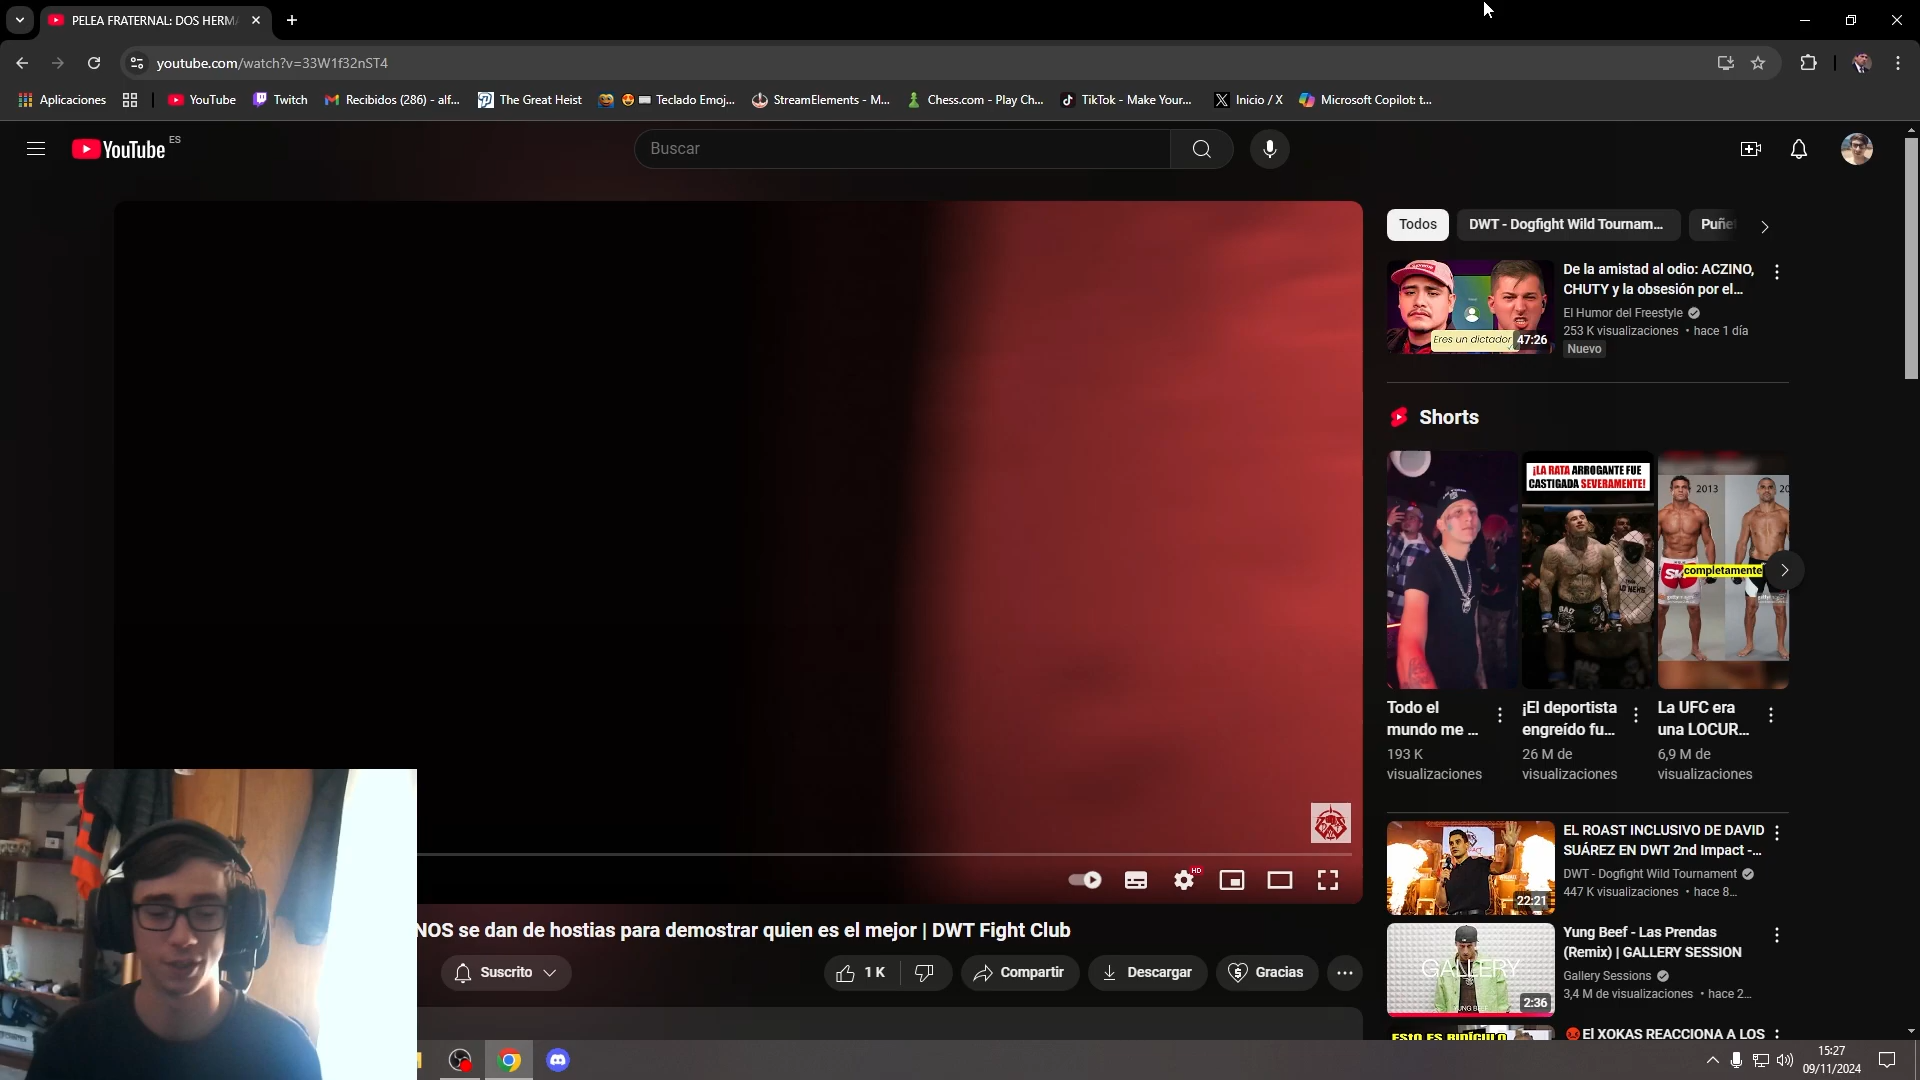 PELEA FRATERNAL: DOS HERM
youtube.com/watch?v=33W1f32nST4
Aplicaciones
YouTube
Twitch
Recibidos (286) - alf...
The Great Heist
Teclado Emoj...
StreamElements - M...
Chess.com - Play Ch...
TikTok - Make Your...
Inicio / X
Microsoft Copilot: t...
YouTube ES
Buscar
Todos
DWT - Dogfight Wild Tournam...
Puñe
De la amistad al odio: ACZINO,
CHUTY y la obsesión por el...
El Humor del Freestyle
253 K visualizaciones • hace 1 día
Nuevo
Eres un dictador
47:26
Shorts
¡LA RATA ARROGANTE FUE
CASTIGADA SEVERAMENTE!
2013
20
completamente
Todo el
mundo me ...
193 K
visualizaciones
¡El deportista
engreído fu...
26 M de
visualizaciones
La UFC era
una LOCUR...
6,9 M de
visualizaciones
EL ROAST INCLUSIVO DE DAVID
SUÁREZ EN DWT 2nd Impact -...
DWT - Dogfight Wild Tournament
447 K visualizaciones • hace 8...
22:21
Yung Beef - Las Prendas
(Remix) | GALLERY SESSION
Gallery Sessions
3,4 M de visualizaciones • hace 2...
GALLERY
YUNG BEEF
2:36
El XOKAS REACCIONA A LOS
ESTO ES RIDÍCULO
HD
NOS se dan de hostias para demostrar quien es el mejor | DWT Fight Club
Suscrito
1 K
Compartir
Descargar
Gracias
15:27
09/11/2024